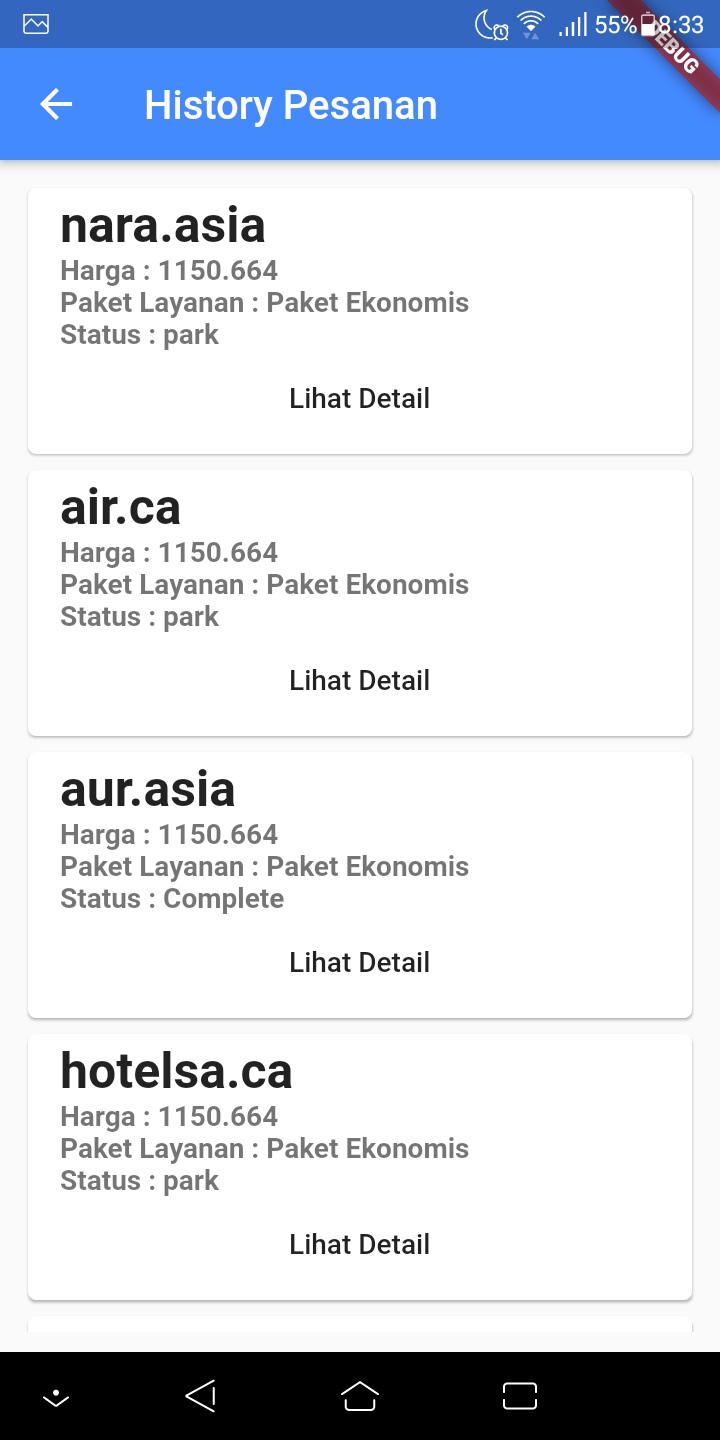 55% 8:33
DEBUG
History Pesanan
nara.asia
Harga : 1150.664
Paket Layanan : Paket Ekonomis
Status : park
Lihat Detail
air.ca
Harga : 1150.664
Paket Layanan : Paket Ekonomis
Status : park
Lihat Detail
aur.asia
Harga : 1150.664
Paket Layanan : Paket Ekonomis
Status : Complete
Lihat Detail
hotelsa.ca
Harga : 1150.664
Paket Layanan : Paket Ekonomis
Status : park
Lihat Detail